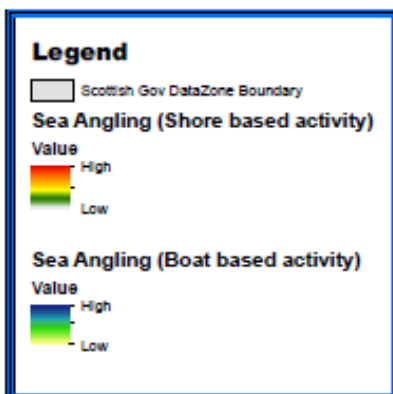 Legend
Scottish Gov DataZone Boundary
Sea Angling (Shore based activity)
Value
High
Low
Sea Angling (Boat based activity)
Value
High
Low